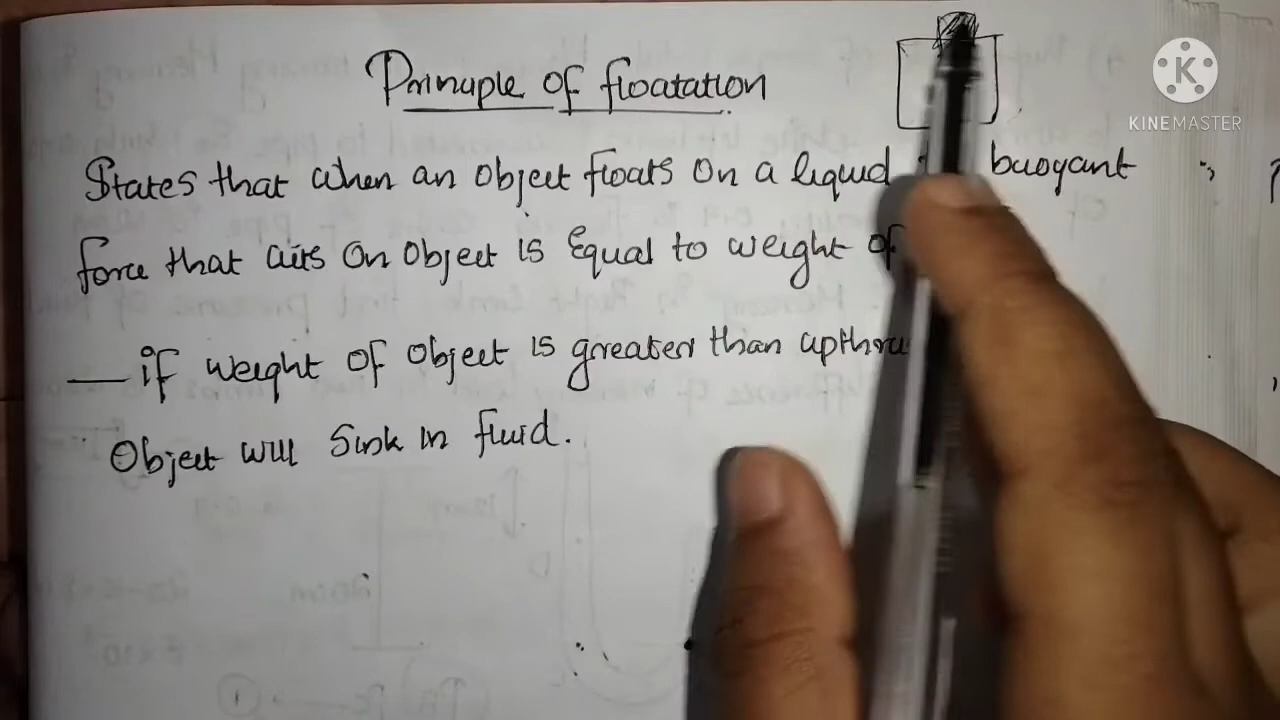 Principle of floatation
States that when an object floats on a liquid buoyant
force that acts on object is Equal to weight of
if weight of object is greater than upthru
Object will Sink in fluid.
K
KINEMASTER